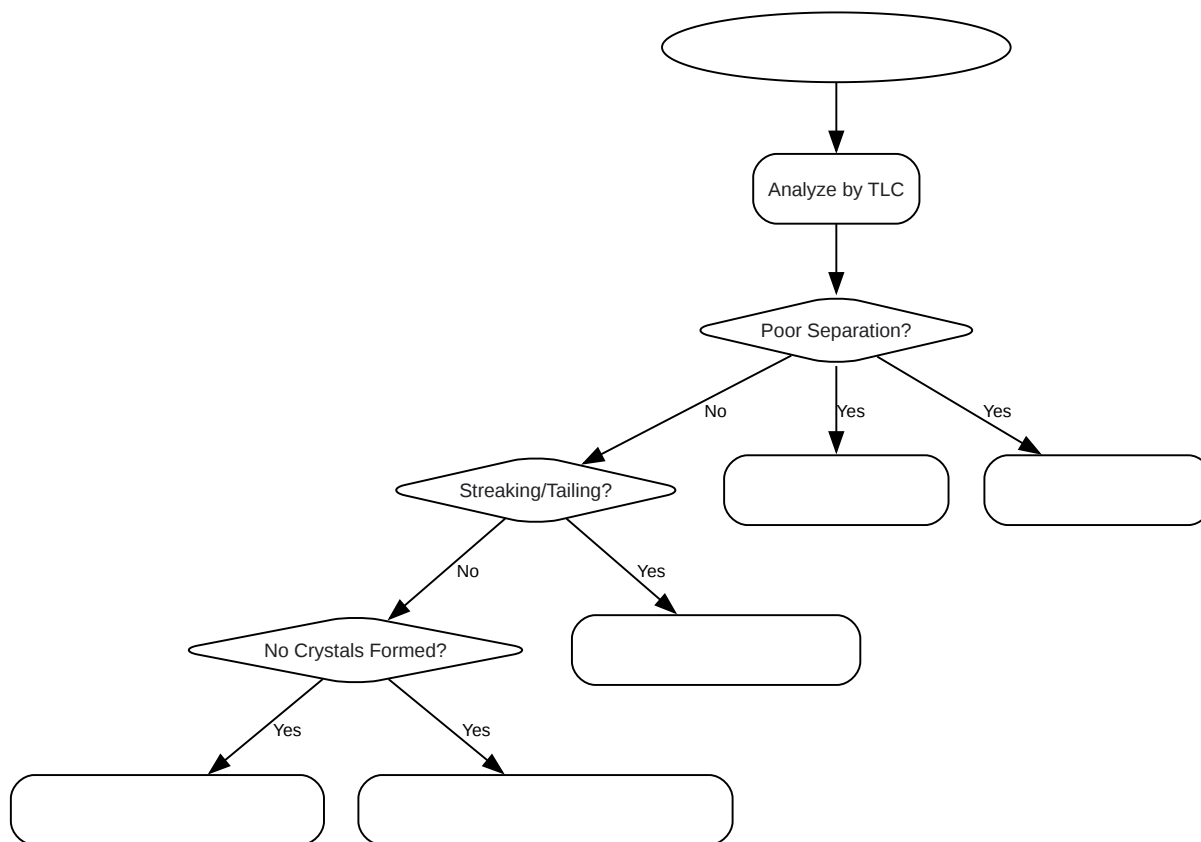 Analyze by TLC
Poor Separation?
No
Yes
Yes
Streaking/Tailing?
No
Yes
No Crystals Formed?
Yes
Yes